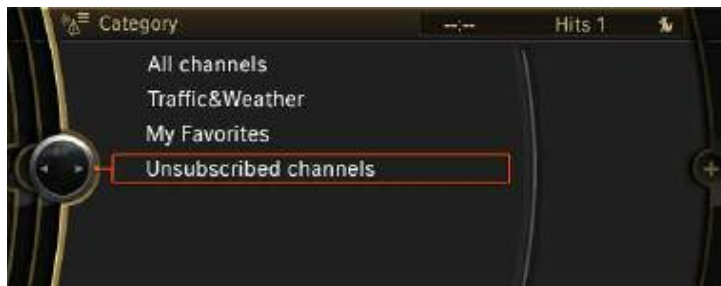 Category --:-- Hits 1
All channels
Traffic&Weather
My Favorites
Unsubscribed channels